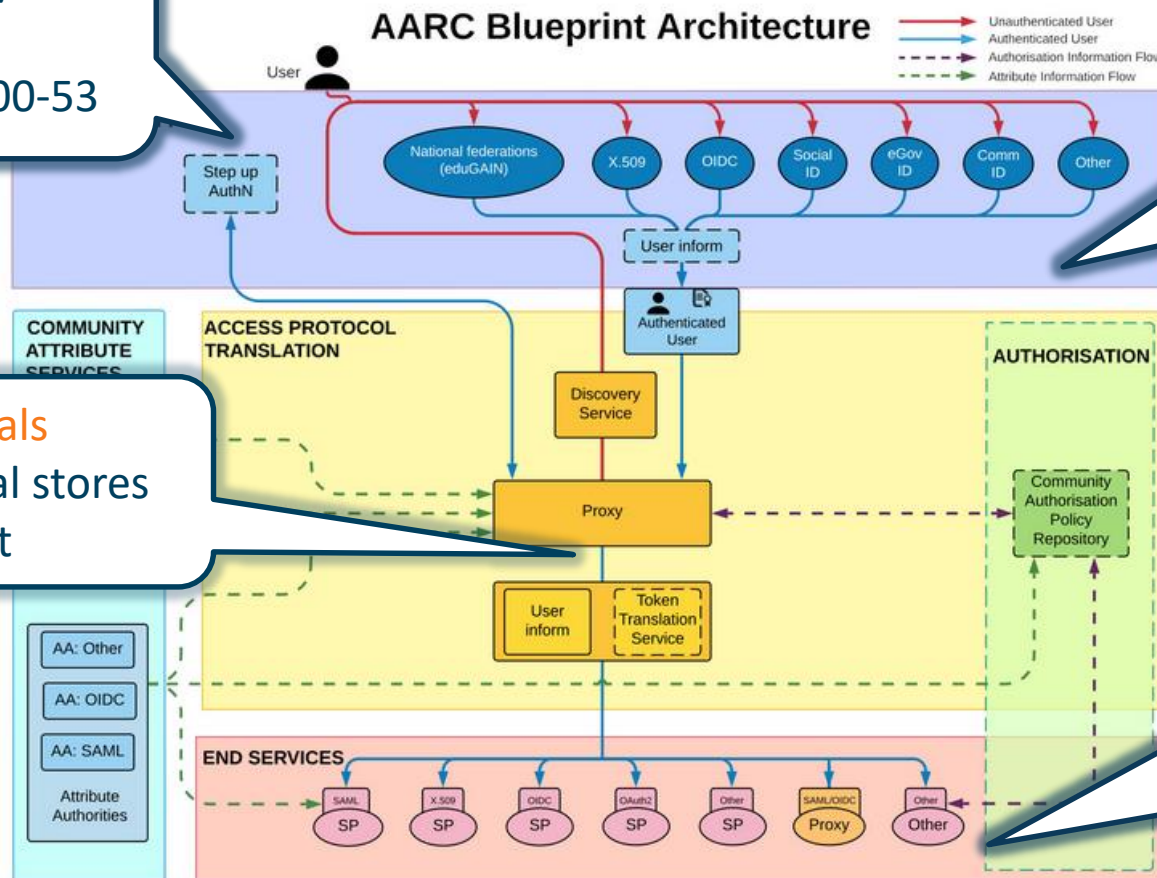 AARC Blueprint Architecture
Unauthenticated User
Authenticated User
Authorisation Information Flow
Attribute Information Flow
User
00-53
National federations
(eduGAIN)
X.509
OIDC
Social
ID
eGov
ID
Comm
ID
Other
Step up
AuthN
User inform
Authenticated
User
COMMUNITY
ATTRIBUTE
SERVICES
ACCESS PROTOCOL
TRANSLATION
AUTHORISATION
Discovery
Service
als
al stores
t
Proxy
Community
Authorisation
Policy
Repository
User
inform
Token
Translation
Service
AA: Other
AA: OIDC
AA: SAML
Attribute
Authorities
END SERVICES
SAML
SP
X.509
SP
OIDC
SP
OAuth2
SP
Other
SP
SAML/OIDC
Proxy
Other
Other